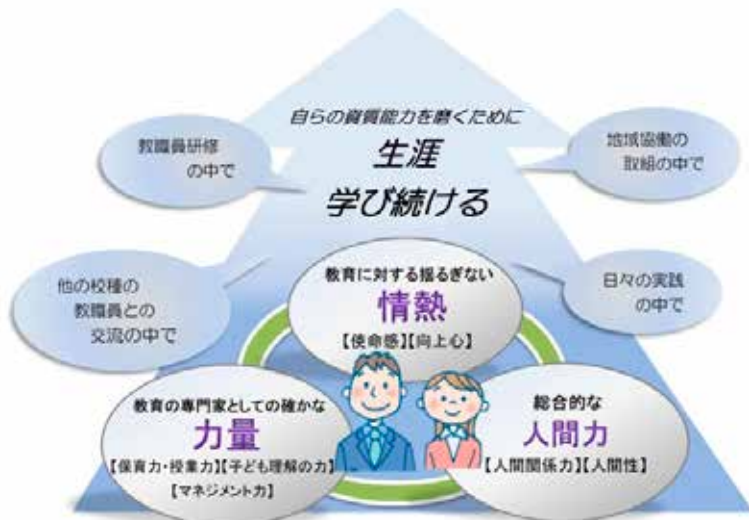 自らの資質能力を磨くために
生涯
学び続ける
教職員研修
の中で
地域協働の
取組の中で
他の校種の
教職員との
交流の中で
日々の実践
の中で
教育に対する揺るぎない
情熱
【使命感】【向上心】
教育の専門家としての確かな
力量
【保育力・授業力】【子ども理解の力】
【マネジメント力】
総合的な
人間力
【人間関係力】【人間性】